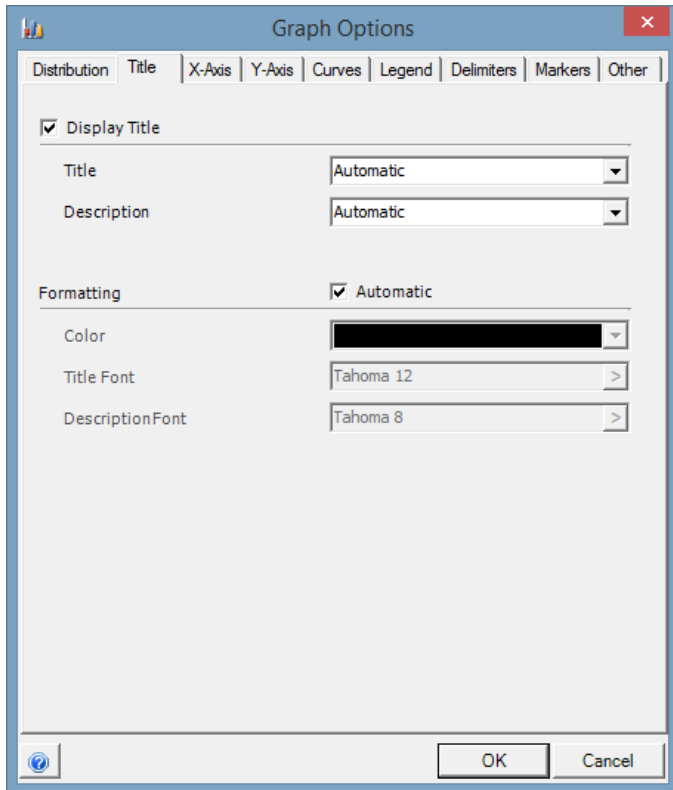 Graph Options
Distribution Title X-Axis Y-Axis Curves Legend Delimiters Markers Other
Display Title
Title Automatic
Description Automatic
Formatting Automatic
Color
Title Font Tahoma 12 >
DescriptionFont Tahoma 8 >
? OK Cancel